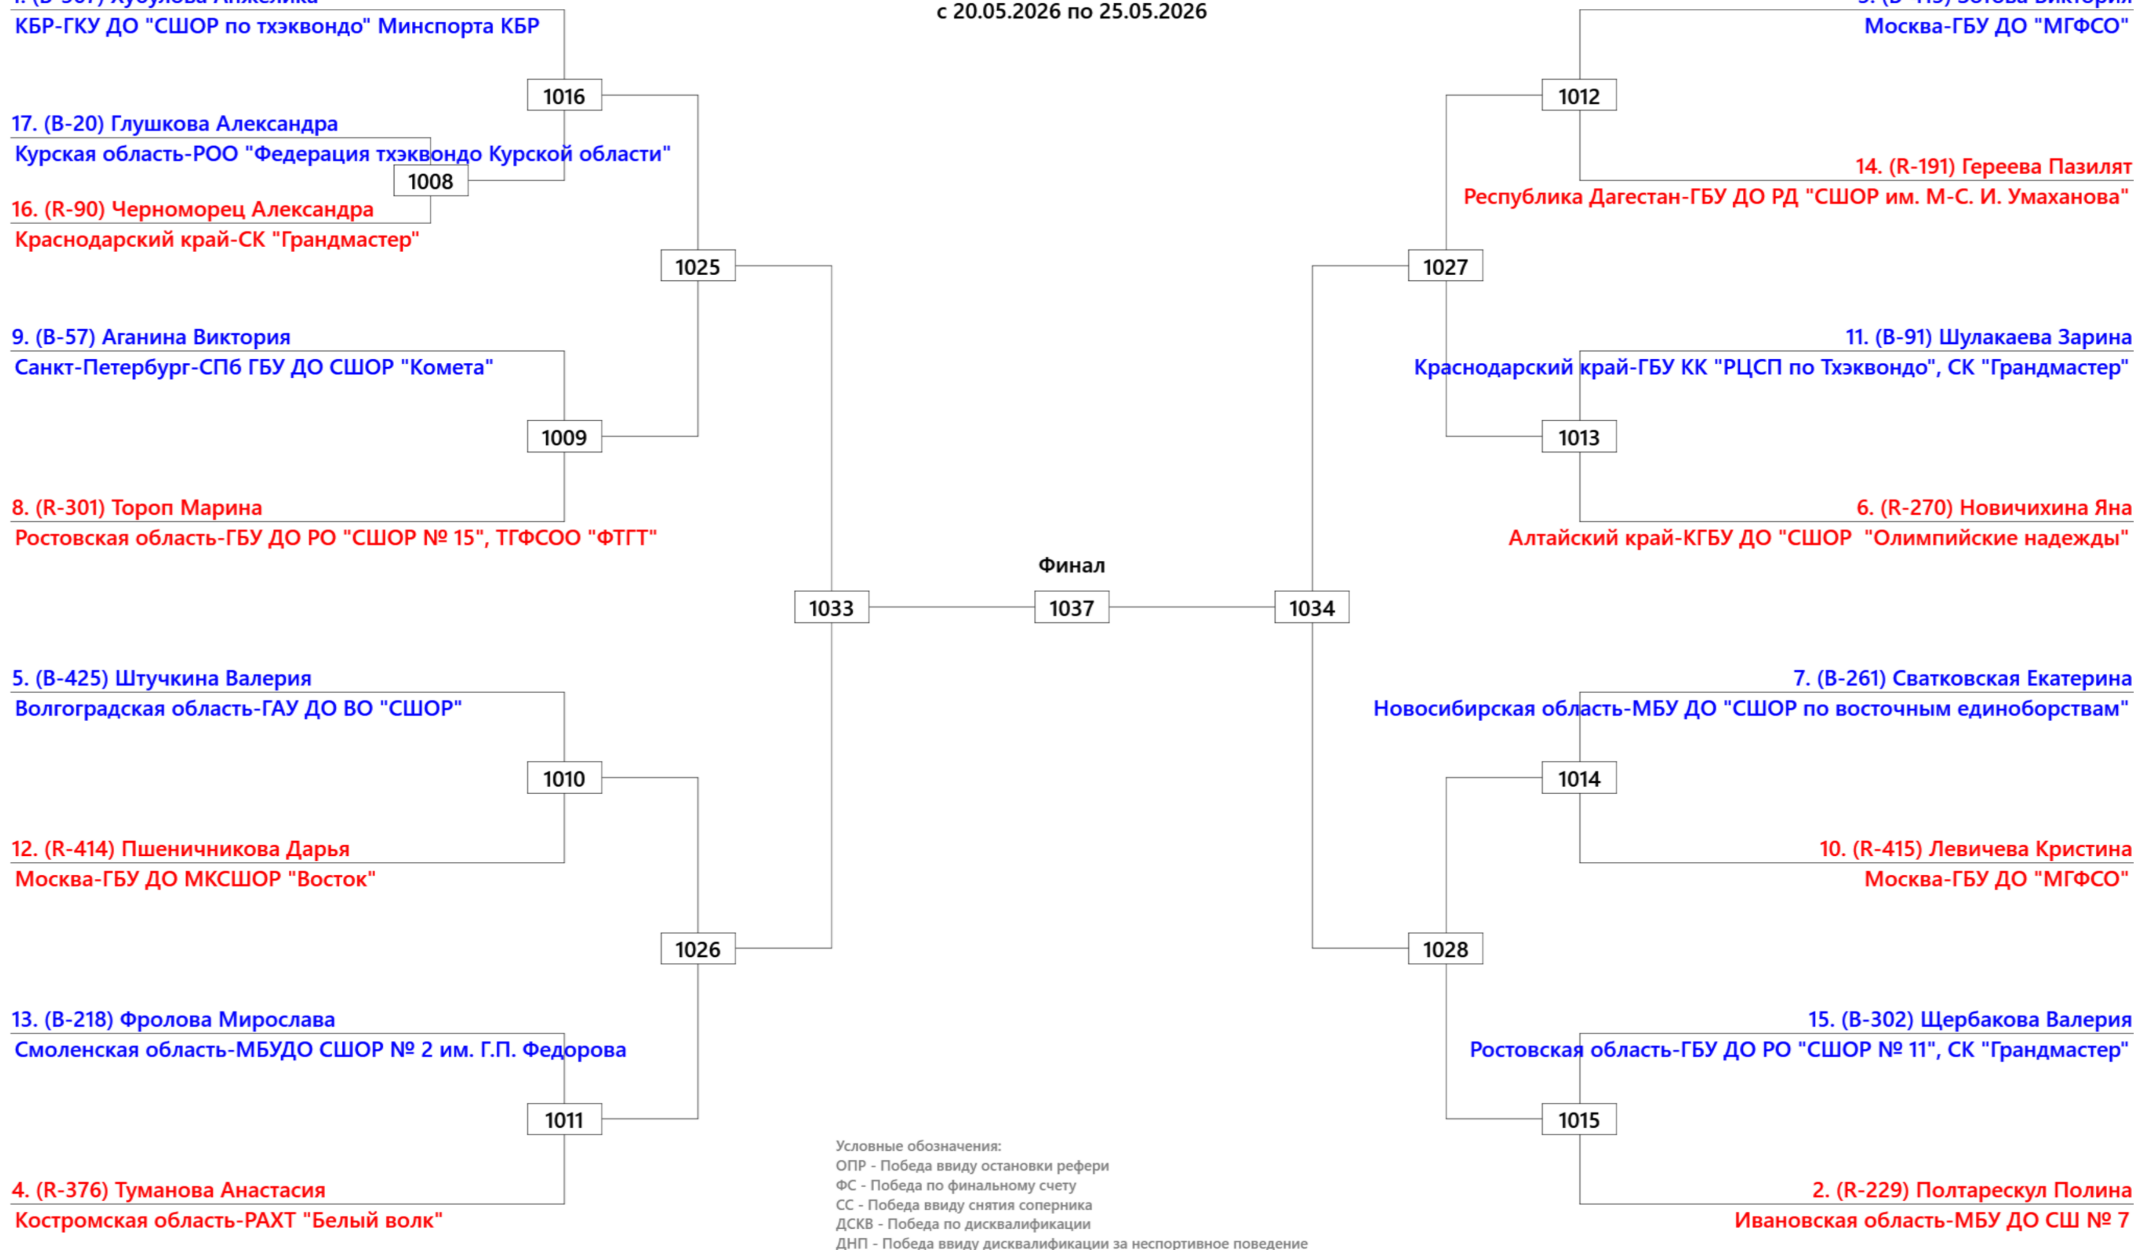 с 20.05.2026 по 25.05.2026
КБР-ГКУ ДО "СШОР по тхэквондо" Минспорта КБР
1016
17. (B-20) Глушкова Александра
Курская область-РОО "Федерация тхэквондо Курской области"
1008
16. (R-90) Черноморец Александра
Краснодарский край-СК "Грандмастер"
1025
9. (B-57) Аганина Виктория
Санкт-Петербург-СПб ГБУ ДО СШОР "Комета"
1009
8. (R-301) Тороп Марина
Ростовская область-ГБУ ДО РО "СШОР № 15", ТГФСОО "ФТГТ"
1033
5. (B-425) Штучкина Валерия
Волгоградская область-ГАУ ДО ВО "СШОР"
1010
12. (R-414) Пшеничникова Дарья
Москва-ГБУ ДО МКСШОР "Восток"
1026
13. (B-218) Фролова Мирослава
Смоленская область-МБУДО СШОР № 2 им. Г.П. Федорова
1011
4. (R-376) Туманова Анастасия
Костромская область-РАХТ "Белый волк"
Финал
1037
Москва-ГБУ ДО "МГФСО"
1012
14. (R-191) Гереева Пазилят
Республика Дагестан-ГБУ ДО РД "СШОР им. М-С. И. Умаханова"
1027
11. (B-91) Шулакаева Зарина
Краснодарский край-ГБУ КК "РЦСП по Тхэквондо", СК "Грандмастер"
1013
6. (R-270) Новичихина Яна
Алтайский край-КГБУ ДО "СШОР "Олимпийские надежды"
1034
7. (B-261) Сватковская Екатерина
Новосибирская область-МБУ ДО "СШОР по восточным единоборствам"
1014
10. (R-415) Левичева Кристина
Москва-ГБУ ДО "МГФСО"
1028
15. (B-302) Щербакова Валерия
Ростовская область-ГБУ ДО РО "СШОР № 11", СК "Грандмастер"
1015
2. (R-229) Полтарескул Полина
Ивановская область-МБУ ДО СШ № 7
Условные обозначения:
ОПР - Победа ввиду остановки рефери
ФС - Победа по финальному счету
СС - Победа ввиду снятия соперника
ДСКВ - Победа по дисквалификации
ДНП - Победа ввиду дисквалификации за неспортивное поведение